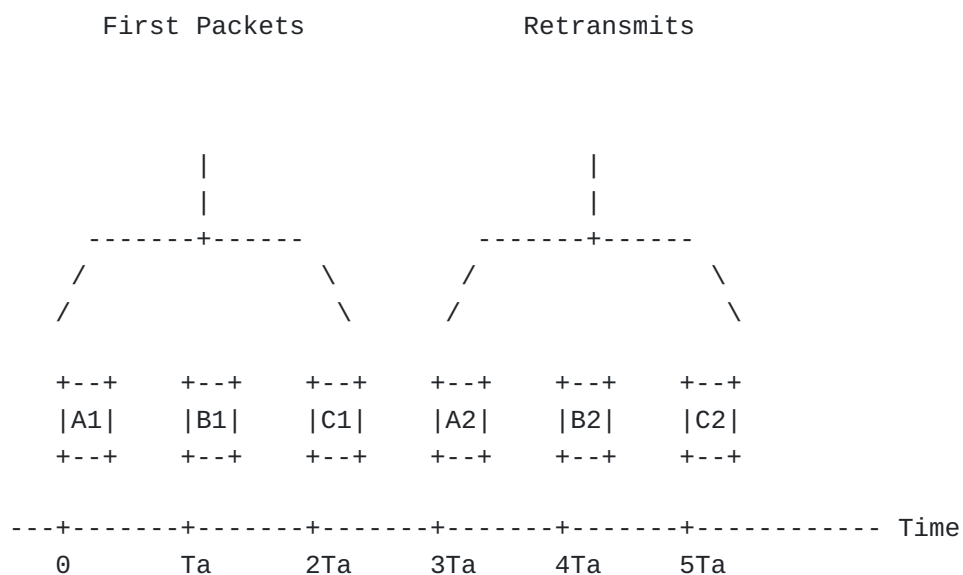 First Packets                Retransmits
            |                        |
            |                        |
     -------+------           -------+------
    /               \        /               \
   /                 \      /                 \
   +--+    +--+    +--+    +--+    +--+    +--+
   |A1|    |B1|    |C1|    |A2|    |B2|    |C2|
   +--+    +--+    +--+    +--+    +--+    +--+
---+-------+-------+-------+-------+-------+------------ Time
   0       Ta      2Ta     3Ta     4Ta     5Ta